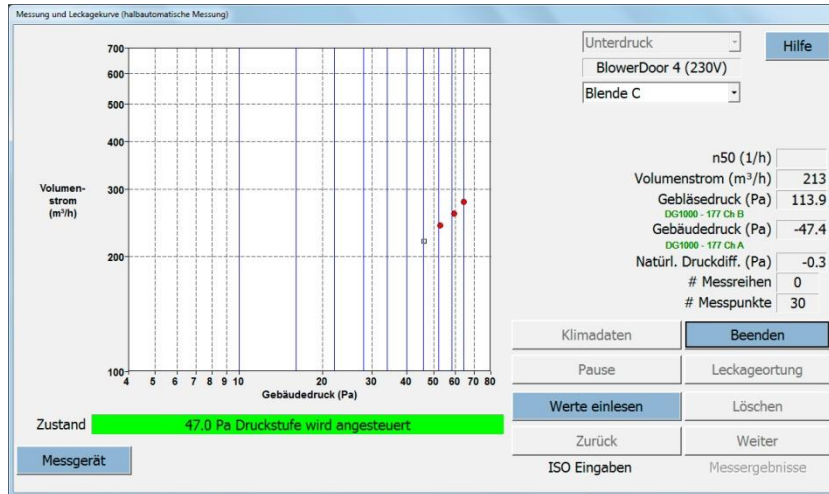 Messung und Leckagekurve (halbautomatische Messung)
700
600
500
400
300
200
100
Volumen-
strom
(m³/h)
4 5 6 7 8 9 10 20 30 40 50 60 70 80
Gebäudedruck (Pa)
Zustand 47.0 Pa Druckstufe wird angesteuert
Messgerät
Unterdruck
Hilfe
BlowerDoor 4 (230V)
Blende C
n50 (1/h)
Volumenstrom (m³/h) 213
Gebläsedruck (Pa) 113.9
DG1000 - 177 Ch B
Gebäudedruck (Pa) -47.4
DG1000 - 177 Ch A
Natürl. Druckdiff. (Pa) -0.3
# Messreihen 0
# Messpunkte 30
Klimadaten Beenden
Pause Leckageortung
Werte einlesen Löschen
Zurück Weiter
ISO Eingaben Messergebnisse